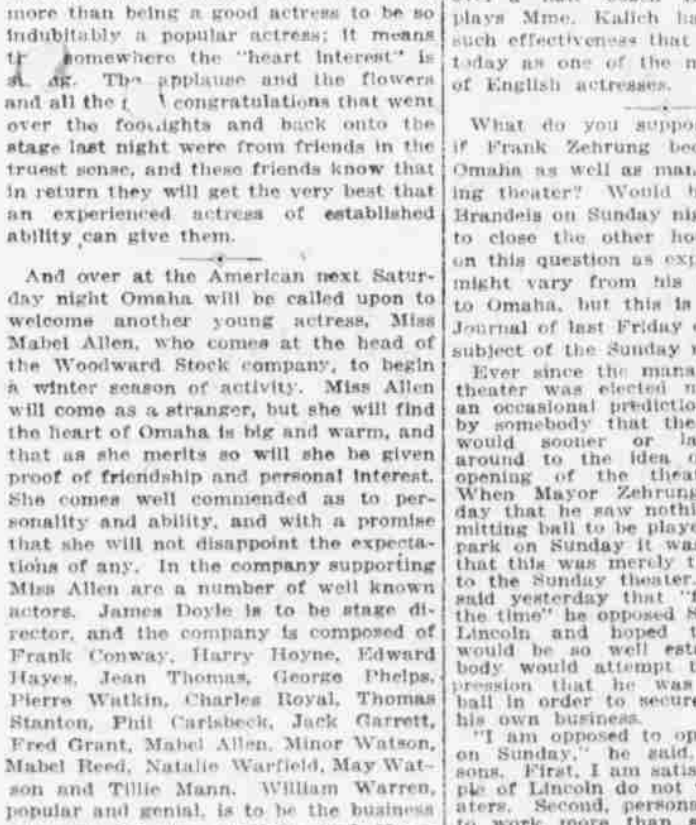 more than being a good actress to be so
indubitably a popular actress; it means
somewhere the "heart interest" is
The applause and the flowers
and all the congratulations that went
over the footlights and back onto the
stage last night were from friends in the
truest sense, and these friends know that
in return they will get the very best that
an experienced actress of established
ability can give them.
And over at the American next Satur-
day night Omaha will be called upon to
welcome another young actress, Miss
Mabel Allen, who comes at the head of
the Woodward Stock company, to begin
a winter season of activity. Miss Allen
will come as a stranger, but she will find
the heart of Omaha is big and warm, and
that as she merits so will she be given
proof of friendship and personal interest.
She comes well commended as to per-
sonality and ability, and with a promise
that she will not disappoint the expecta-
tions of any. In the company supporting
Miss Allen are a number of well known
actors. James Doyle is to be stage di-
rector, and the company is composed of
Frank Conway, Harry Hoyne, Edward
Hayes, Jean Thomas, George Phelps,
Pierre Watkin, Charles Royal, Thomas
Stanton, Phil Carlsbeck, Jack Garrett,
Fred Grant, Mabel Allen, Minor Watson,
Mabel Reed, Natalie Warfield, May Wat-
son and Tillie Mann. William Warren,
popular and genial, is to be the business
plays Mme. Kalich
such effectiveness that
today as one of the
of English actresses.
What do you
if Frank Zehrung
Omaha as well as
ing theater? Would
Brandeis on Sunday
to close the other
on this question as
might vary from his
to Omaha, but this is
Journal of last Friday
subject of the Sunday
Ever since the
theater was elected
an occasional
by somebody that
would sooner or
around to the idea
opening of the
When Mayor Zehrung
day that he saw
mitting ball to be
park on Sunday it
that this was merely
to the Sunday theater.
said yesterday that
the time" he opposed
Lincoln and hoped
would be so well
body would attempt
pression that he was
ball in order to secure
his own business.
"I am opposed to
on Sunday," he said,
sons. First, I am
ple of Lincoln do not
aters. Second,
to work more than